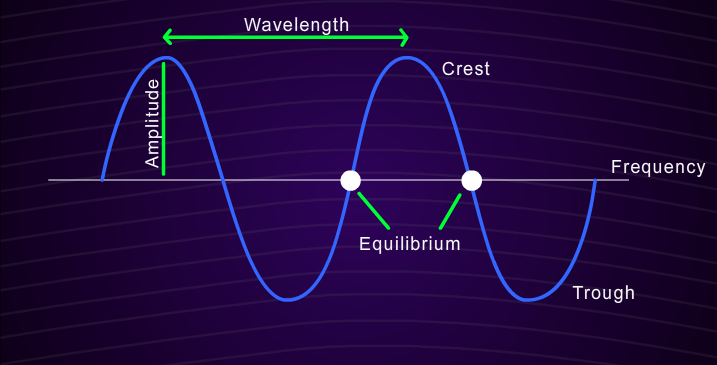 Wavelength
Crest
Amplitude
Frequency
Equilibrium
Trough